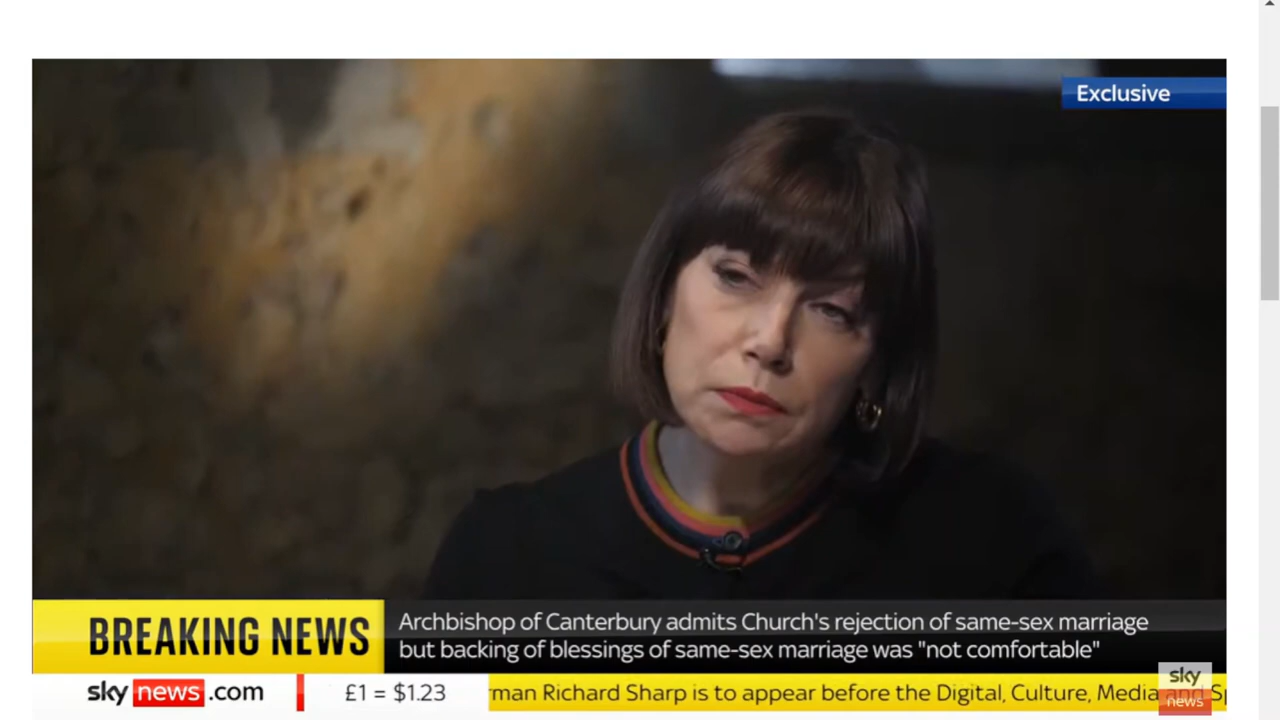 Exclusive
BREAKING NEWS
Archbishop of Canterbury admits Church's rejection of same-sex marriage
but backing of blessings of same-sex marriage was "not comfortable"
sky news .com
£1 = $1.23
rman Richard Sharp is to appear before the Digital, Culture, Media and Sp
sky
news